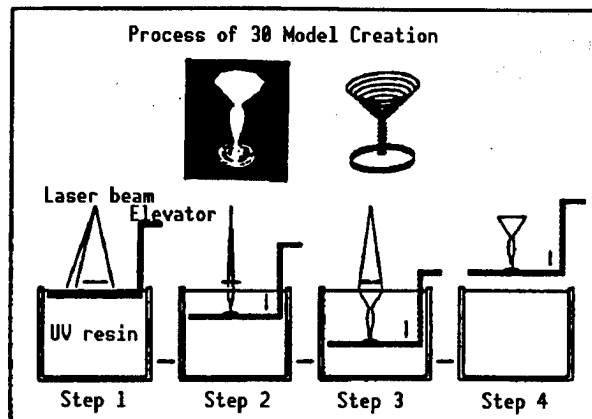 Process of 30 Model Creation
Laser beam
Elevator
UV resin
Step 1
Step 2
Step 3
Step 4